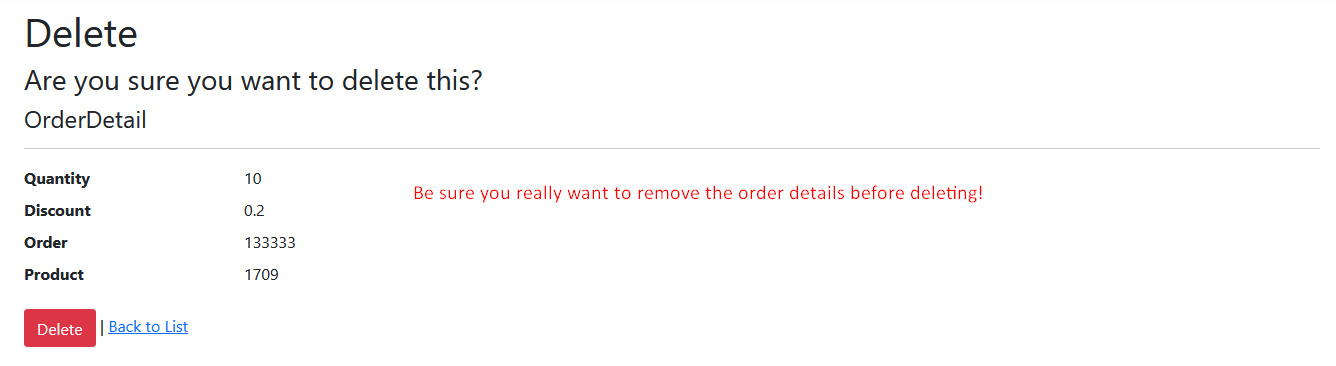 Delete
Are you sure you want to delete this?
OrderDetail
Quantity 10
Be sure you really want to remove the order details before deleting!
Discount 0.2
Order 133333
Product 1709
Delete | Back to List